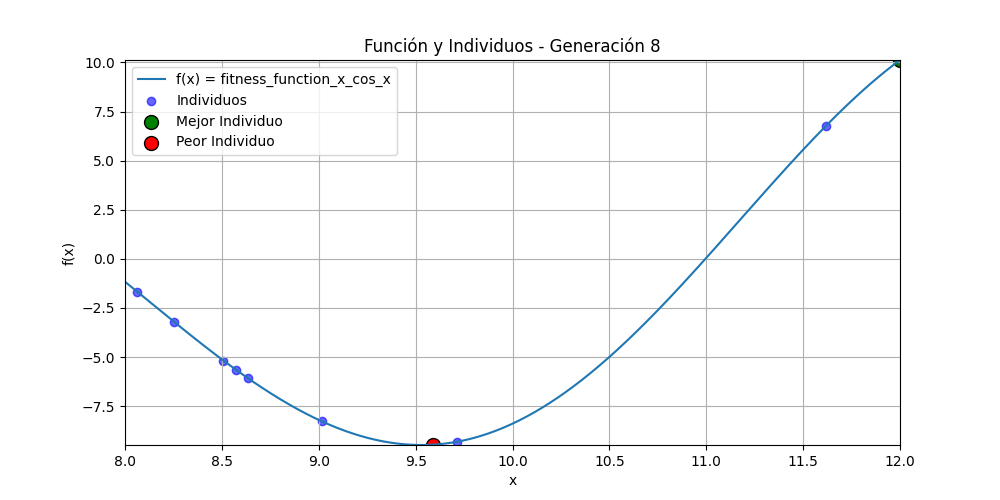 Función y Individuos - Generación 8
f(x) = fitness_function_x_cos_x
Individuos
Mejor Individuo
Peor Individuo
10.0
7.5
5.0
2.5
0.0
−2.5
−5.0
−7.5
f(x)
8.0 8.5 9.0 9.5 10.0 10.5 11.0 11.5 12.0
x